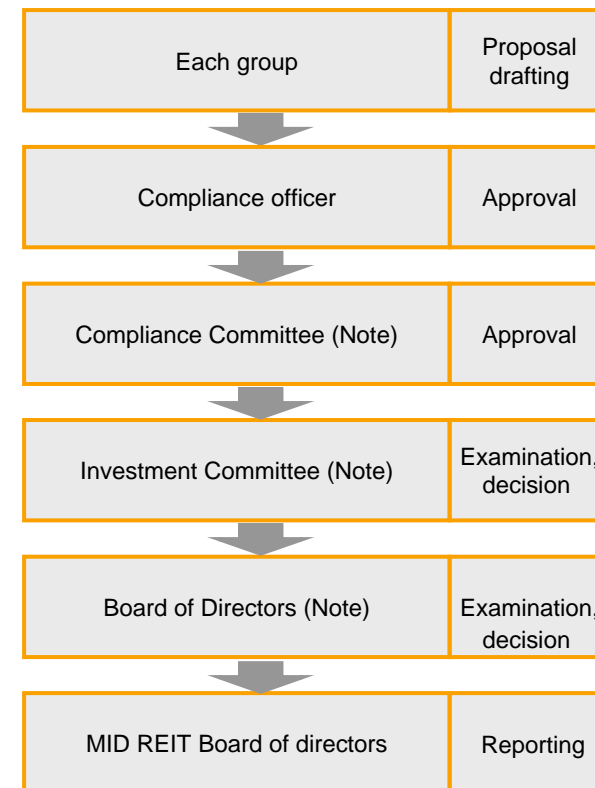 Each group
Proposal
drafting
Compliance officer
Approval
Compliance Committee (Note)
Approval
Investment Committee (Note)
Examination,
decision
Board of Directors (Note)
Examination,
decision
MID REIT Board of directors
Reporting